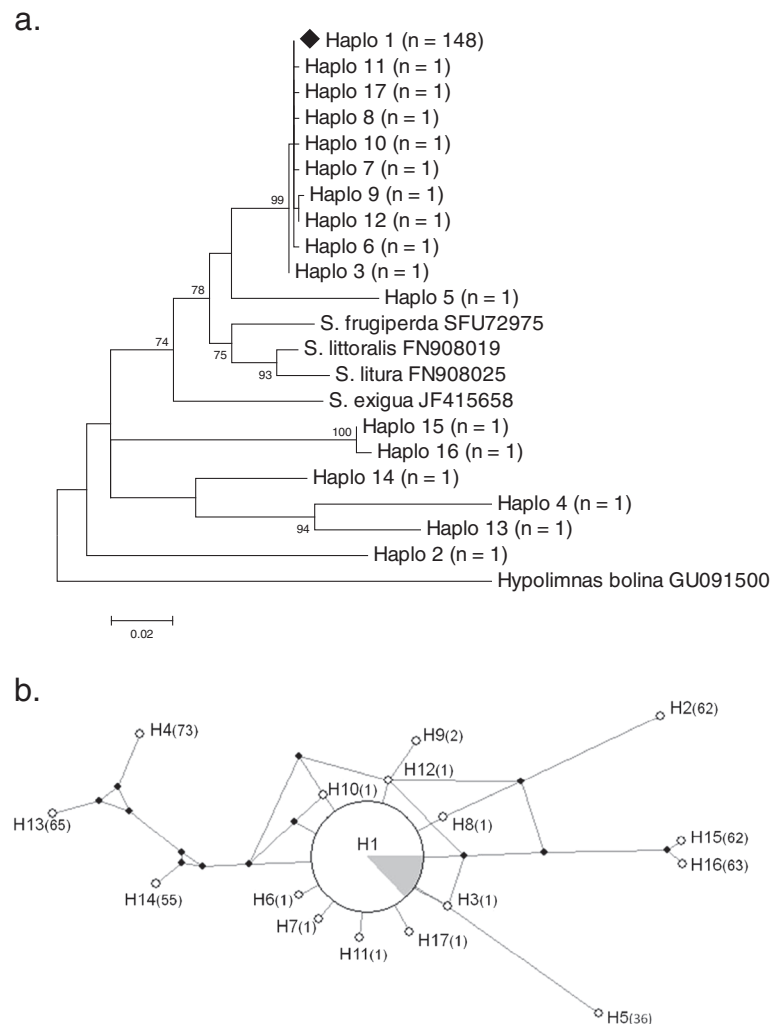 a.
Haplo 1 (n = 148)
Haplo 11 (n = 1)
Haplo 17 (n = 1)
Haplo 8 (n = 1)
Haplo 10 (n = 1)
Haplo 7 (n = 1)
Haplo 9 (n = 1)
99
Haplo 12 (n = 1)
Haplo 6 (n = 1)
Haplo 3 (n = 1)
78
Haplo 5 (n = 1)
S. frugiperda SFU72975
74
75
S. littoralis FN908019
93
S. litura FN908025
S. exigua JF415658
Haplo 15 (n = 1)
100
Haplo 16 (n = 1)
Haplo 14 (n = 1)
Haplo 4 (n = 1)
94
Haplo 13 (n = 1)
Haplo 2 (n = 1)
Hypolimnas bolina GU091500
0.02
b.
H4(73)
H9(2)
H2(62)
H12(1)
H10(1)
H13(65)
H8(1)
H1
H15(62)
H16(63)
H14(55)
H6(1)
H3(1)
H7(1)
H17(1)
H11(1)
H5(36)